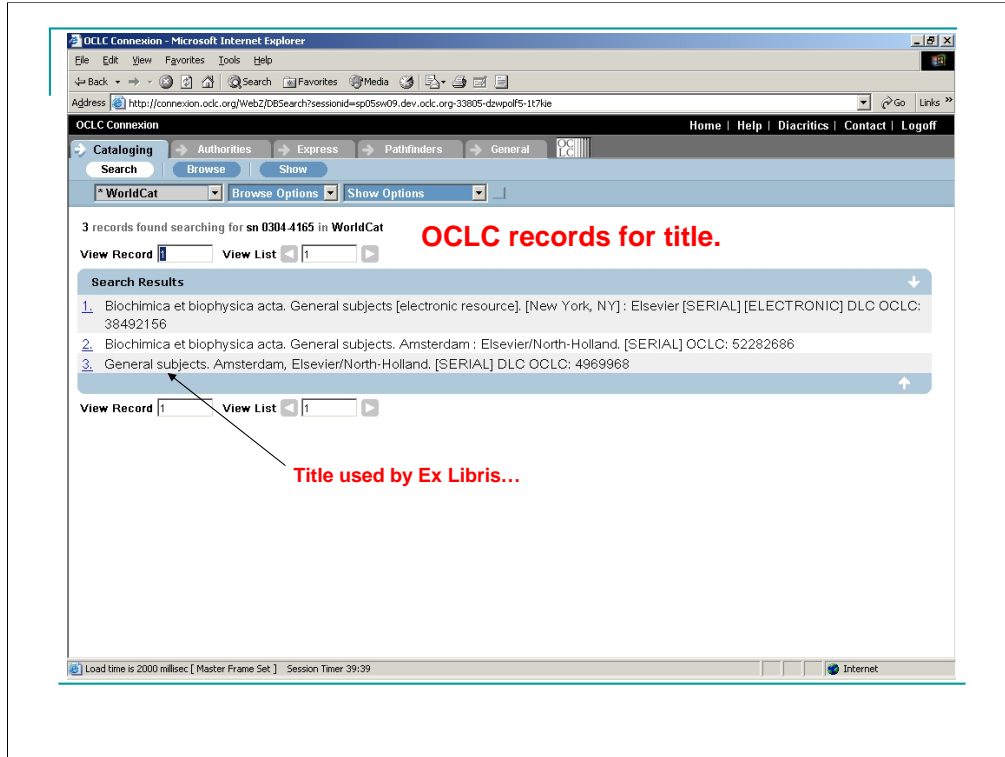 OCLC Connexion - Microsoft Internet Explorer
File Edit View Favorites Tools Help
Back Search Favorites Media
Address http://connexion.oclc.org/WebZ/DBSearch?sessionid=sp05sw09.dev.oclc.org-33805-dzwpolf5-1t7kie Go Links »
OCLC Connexion Home | Help | Diacritics | Contact | Logoff
Cataloging Authorities Express Pathfinders General OCLC
Search Browse Show
* WorldCat Browse Options Show Options
3 records found searching for sn 0304-4165 in WorldCat
OCLC records for title.
View Record 1 View List 1
Search Results
1. Biochimica et biophysica acta. General subjects [electronic resource]. [New York, NY] : Elsevier [SERIAL] [ELECTRONIC] DLC OCLC:
38492156
2. Biochimica et biophysica acta. General subjects. Amsterdam : Elsevier/North-Holland. [SERIAL] OCLC: 52282686
3. General subjects. Amsterdam, Elsevier/North-Holland. [SERIAL] DLC OCLC: 4969968
View Record 1 View List 1
Title used by Ex Libris…
Load time is 2000 millisec [ Master Frame Set ] Session Timer 39:39 Internet